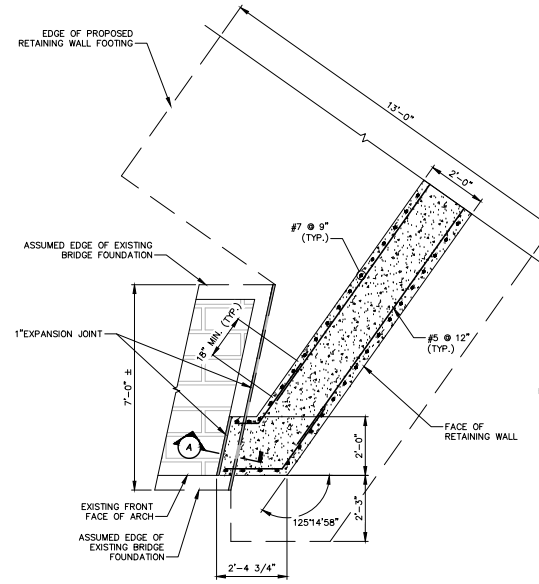 EDGE OF PROPOSED
RETAINING WALL FOOTING
13'-0"
2'-0"
#7 @ 9"
(TYP.)
ASSUMED EDGE OF EXISTING
BRIDGE FOUNDATION
18" MIN. (TYP.)
1"EXPANSION JOINT
#5 @ 12"
(TYP.)
7'-0" ±
FACE OF
RETAINING WALL
2'-0"
A
2'-3"
EXISTING FRONT
FACE OF ARCH
125°14'58"
ASSUMED EDGE OF
EXISTING BRIDGE
FOUNDATION
2'-4 3/4"